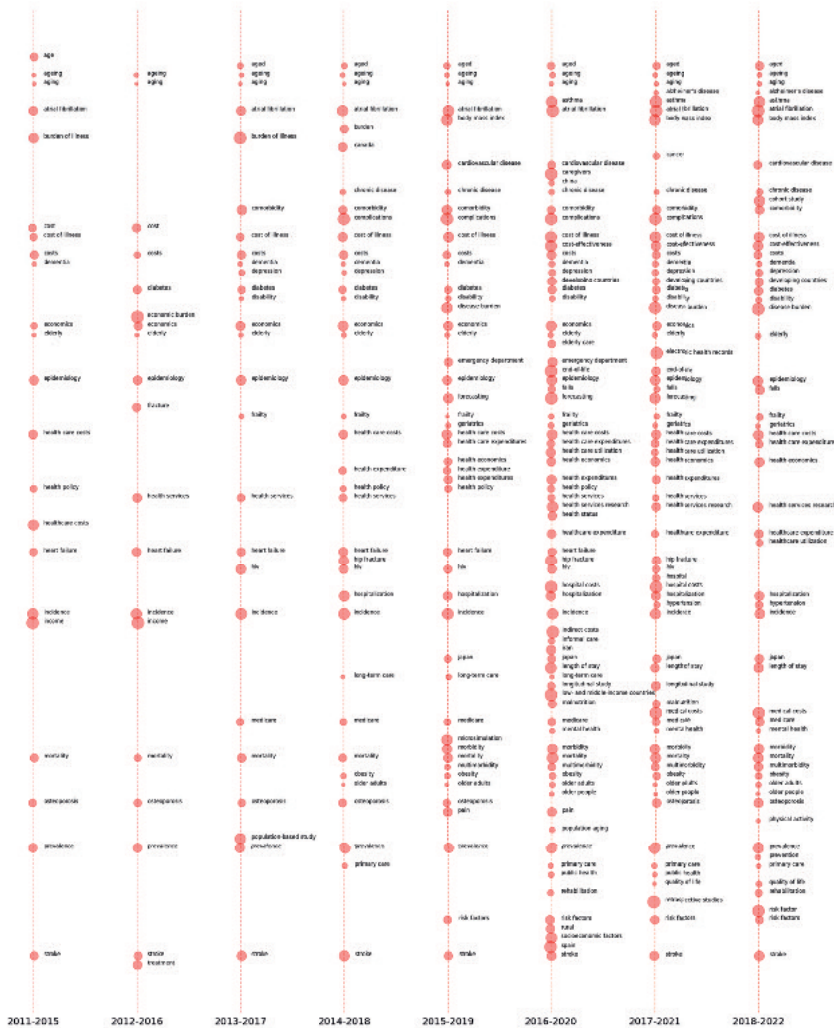 age
aged aged aged aged aged aged
ageing ageing ageing ageing ageing ageing ageing ageing
aging aging aging aging aging aging aging aging
alzheimer's disease alzheimer's disease
asthma asthma asthma
atrial fibrillation atrial fibrillation atrial fibrillation atrial fibrillation atrial fibrillation atrial fibrillation atrial fibrillation
body mass index body mass index body mass index
burden
burden of illness burden of illness
canada
cancer
cardiovascular disease cardiovascular disease cardiovascular disease
caregivers
china
chronic disease chronic disease chronic disease chronic disease chronic disease
cohort study
comorbidity comorbidity comorbidity comorbidity comorbidity comorbidity
complications complications complications complications
cost cost
cost of illness cost of illness cost of illness cost of illness cost of illness cost of illness cost of illness
cost-effectiveness cost-effectiveness cost-effectiveness
costs costs costs costs costs costs costs costs
dementia dementia dementia dementia dementia dementia dementia
depression depression depression depression depression
developing countries developing countries developing countries
diabetes diabetes diabetes diabetes diabetes diabetes diabetes
disability disability disability disability disability disability
disease burden disease burden disease burden
economic burden
economics economics economics economics economics economics economics
elderly elderly elderly elderly elderly elderly elderly elderly
elderly care
electronic health records
emergency department emergency department
end-of-life end-of-life
epidemiology epidemiology epidemiology epidemiology epidemiology epidemiology epidemiology epidemiology
falls falls falls
forecasting forecasting forecasting
fracture
frailty frailty frailty frailty frailty frailty
geriatrics geriatrics geriatrics geriatrics
health care costs health care costs health care costs health care costs health care costs health care costs
health care expenditures health care expenditures health care expenditures health care expenditure
health care utilization health care utilization
health economics health economics health economics health economics
health expenditure health expenditure
health expenditures health expenditures health expenditures
health policy health policy health policy health policy
health services health services health services health services health services
health services research health services research health services research
health status
healthcare costs
healthcare expenditure healthcare expenditure healthcare expenditure
healthcare utilization
heart failure heart failure heart failure heart failure heart failure heart failure
hip fracture hip fracture hip fracture
hiv hiv hiv hiv hiv
hospital
hospital costs hospital costs
hospitalization hospitalization hospitalization hospitalization hospitalization
hypertension hypertension
incidence incidence incidence incidence incidence incidence incidence incidence
income income
indirect costs
informal care
iran
japan japan japan japan
length of stay length of stay length of stay
long-term care long-term care long-term care
longitudinal study longitudinal study
low- and middle-income countries
malnutrition malnutrition
medical costs medical costs
medicare medicare medicare medicare medicare medicare
mental health mental health mental health
microsimulation
morbidity morbidity morbidity morbidity
mortality mortality mortality mortality mortality mortality mortality mortality
multimorbidity multimorbidity multimorbidity multimorbidity
obesity obesity obesity obesity obesity
older adults older adults older adults older adults older adults
older people older people older people
osteoporosis osteoporosis osteoporosis osteoporosis osteoporosis osteoporosis osteoporosis
pain pain
physical activity
population aging
population-based study
prevalence prevalence prevalence prevalence prevalence prevalence prevalence prevalence
prevention
primary care primary care primary care primary care
public health public health
quality of life quality of life
rehabilitation rehabilitation
retrospective studies
risk factor
risk factors risk factors risk factors risk factors
rural
socioeconomic factors
spain
stroke stroke stroke stroke stroke stroke stroke stroke
treatment
2011-2015 2012-2016 2013-2017 2014-2018 2015-2019 2016-2020 2017-2021 2018-2022